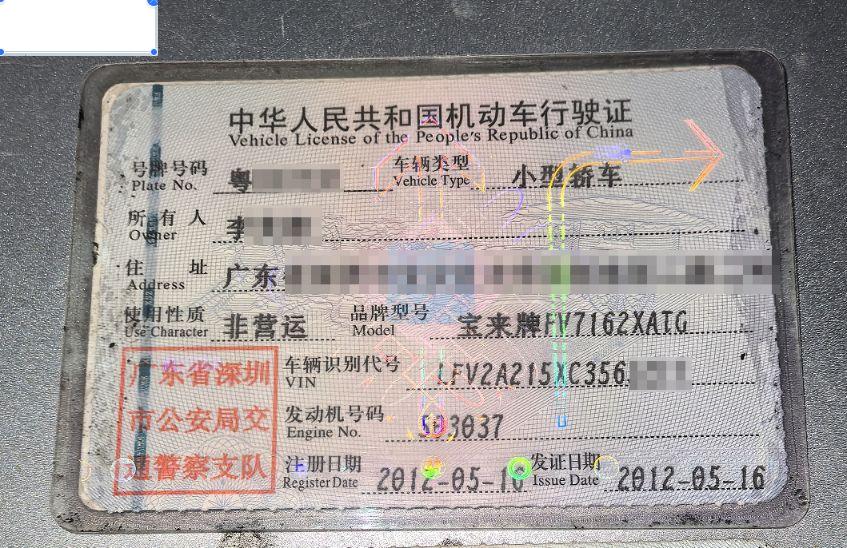 中华人民共和国机动车行驶证
Vehicle License of the People's Republic of China
号牌号码 粤 车辆类型 小型轿车
Plate No. Vehicle Type
所有人 李
Owner
住址 广东
Address
使用性质 非营运 品牌型号 宝来牌FV7162XATG
Use Character Model
车辆识别代号 LFV2A215XC356
VIN
广东省深圳
市公安局交
通警察支队
发动机号码 S03037
Engine No.
注册日期 2012-05-16 发证日期 2012-05-16
Register Date Issue Date